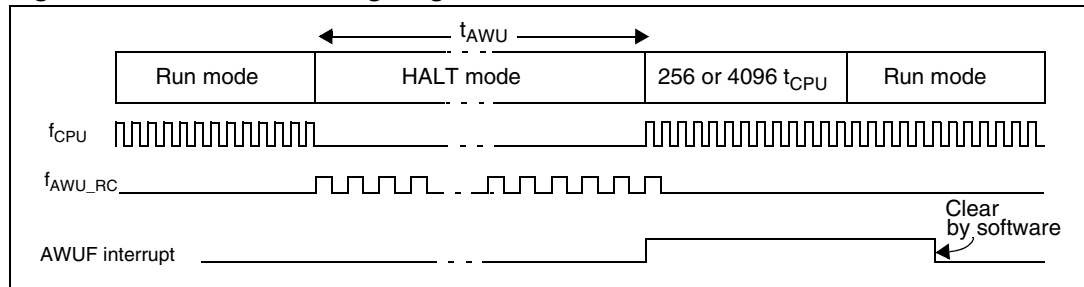 tAWU
Run mode
HALT mode
256 or 4096 tCPU
Run mode
fCPU
fAWU_RC
Clear
by software
AWUF interrupt